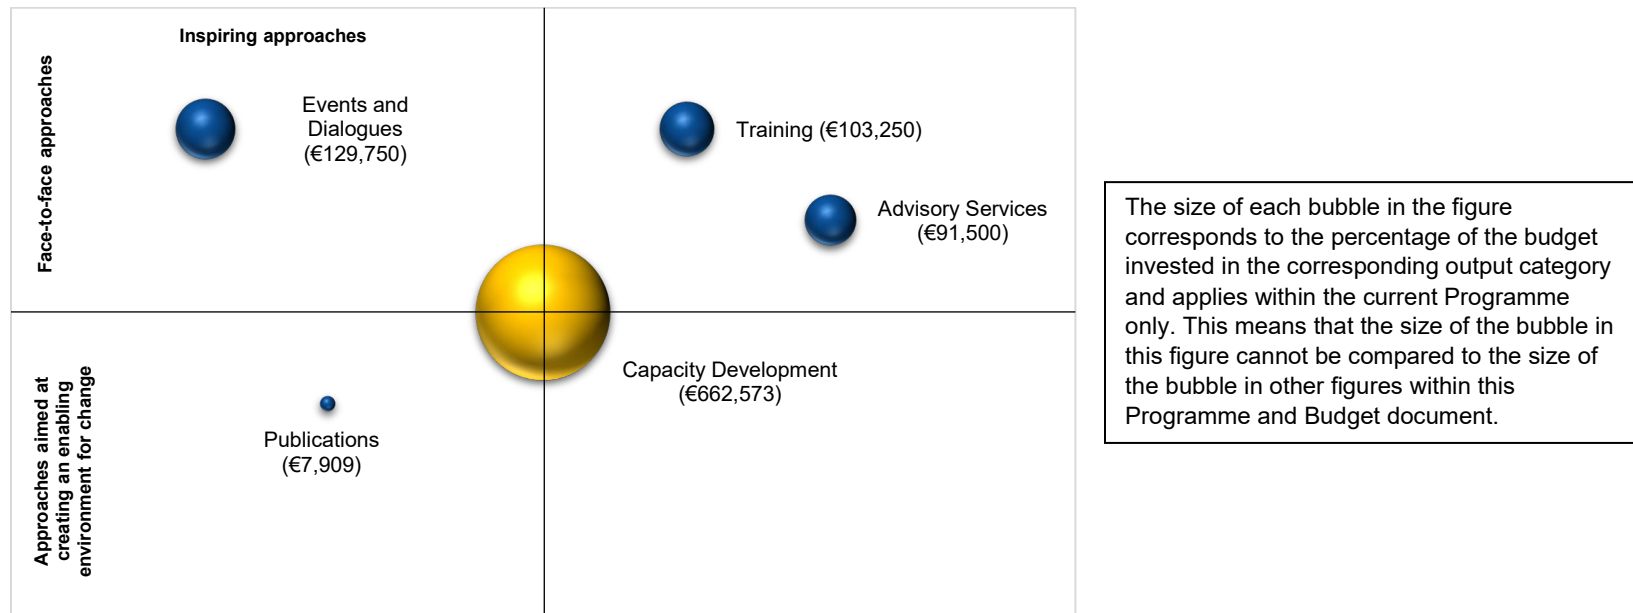 Inspiring approaches
Face-to-face approaches
Events and
Dialogues
(€129,750)
Training (€103,250)
Advisory Services
(€91,500)
Capacity Development
(€662,573)
Approaches aimed at
creating an enabling
environment for change
Publications
(€7,909)
The size of each bubble in the figure
corresponds to the percentage of the budget
invested in the corresponding output category
and applies within the current Programme
only. This means that the size of the bubble in
this figure cannot be compared to the size of
the bubble in other figures within this
Programme and Budget document.